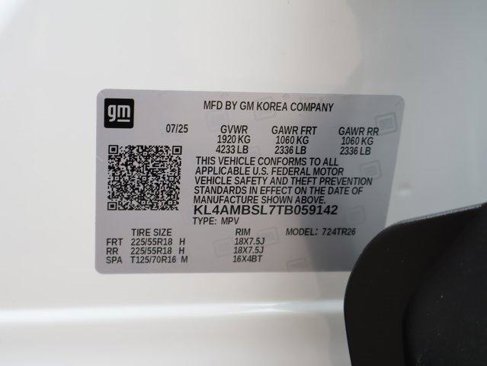 gm
MFD BY GM KOREA COMPANY
07/25 GVWR GAWR FRT GAWR RR
1920 KG 1060 KG 1060 KG
4233 LB 2336 LB 2336 LB
THIS VEHICLE CONFORMS TO ALL
APPLICABLE U.S. FEDERAL MOTOR
VEHICLE SAFETY AND THEFT PREVENTION
STANDARDS IN EFFECT ON THE DATE OF
MANUFACTURE SHOWN ABOVE.
KL4AMBSL7TB059142
TYPE: MPV
TIRE SIZE RIM MODEL: 724TR26
FRT 225/55R18 H 18X7.5J
RR 225/55R18 H 18X7.5J
SPA T125/70R16 M 16X4BT